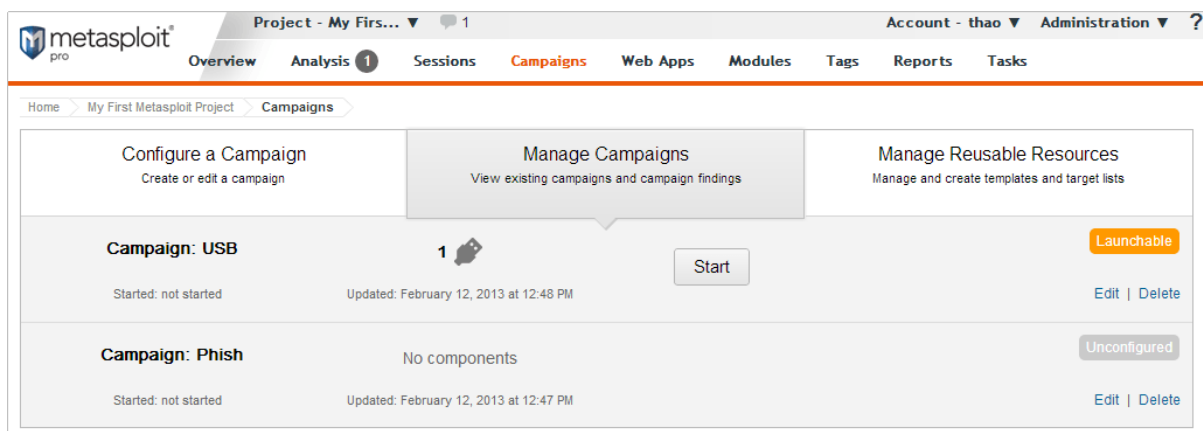 metasploit®
pro
Project - My Firs... ▼ 1 Account - thao ▼ Administration ▼ ?
Overview Analysis 1 Sessions Campaigns Web Apps Modules Tags Reports Tasks
Home My First Metasploit Project Campaigns
Configure a Campaign
Create or edit a campaign
Manage Campaigns
View existing campaigns and campaign findings
Manage Reusable Resources
Manage and create templates and target lists
Campaign: USB 1 Start Launchable
Started: not started Updated: February 12, 2013 at 12:48 PM Edit | Delete
Campaign: Phish No components Unconfigured
Started: not started Updated: February 12, 2013 at 12:47 PM Edit | Delete